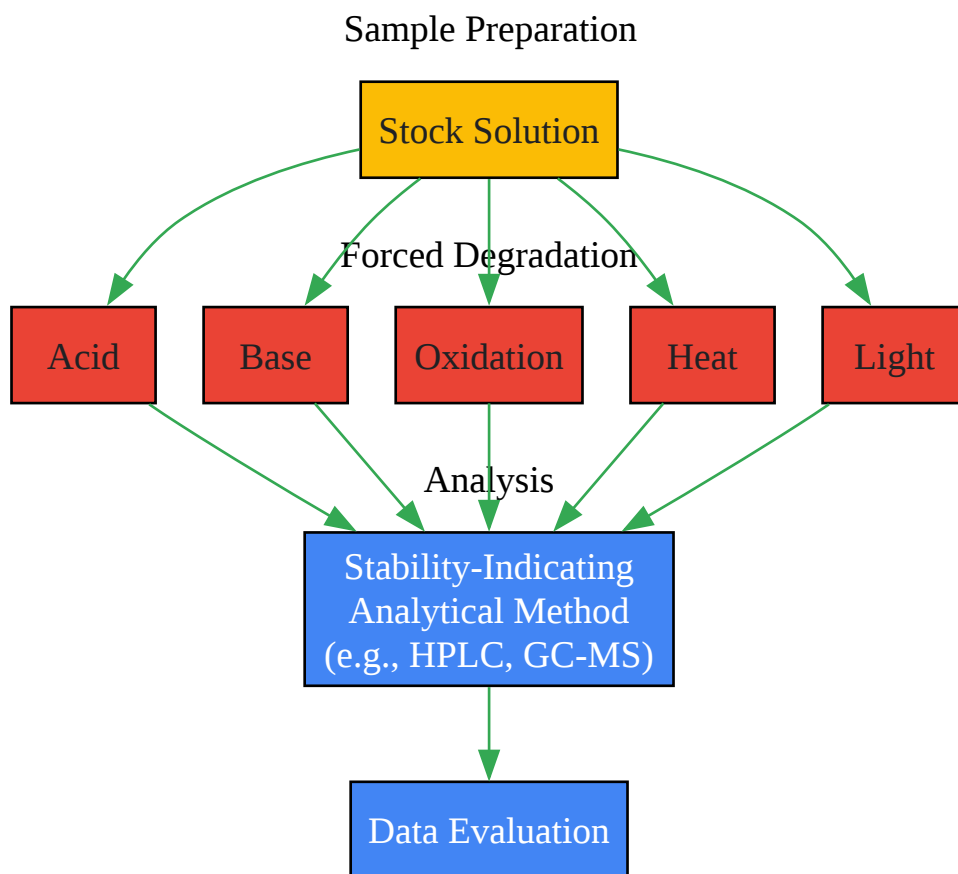 Sample Preparation
Stock Solution
Forced Degradation
Acid
Base
Oxidation
Heat
Light
Analysis
Stability-Indicating
Analytical Method
(e.g., HPLC, GC-MS)
Data Evaluation